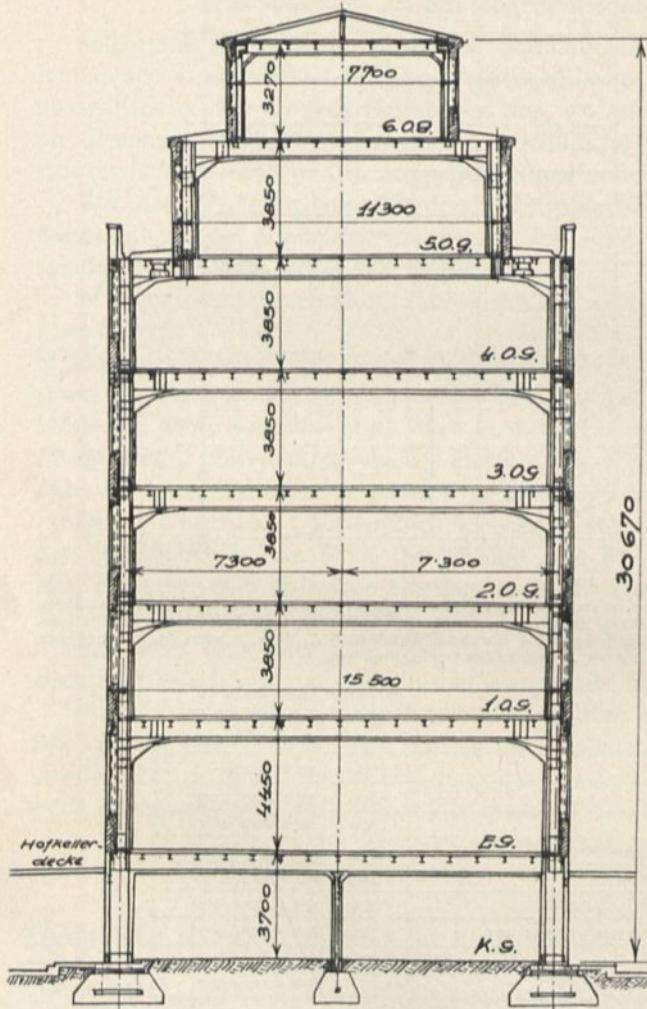 3270
7700
6.O.G.
3850
11300
5.O.G.
3850
4.O.G.
3850
3.O.G
3850
7300
7.300
2.O.G.
30670
3850
15 500
1.O.G.
4450
E.G.
Hofkeller-
decke
3700
K.G.